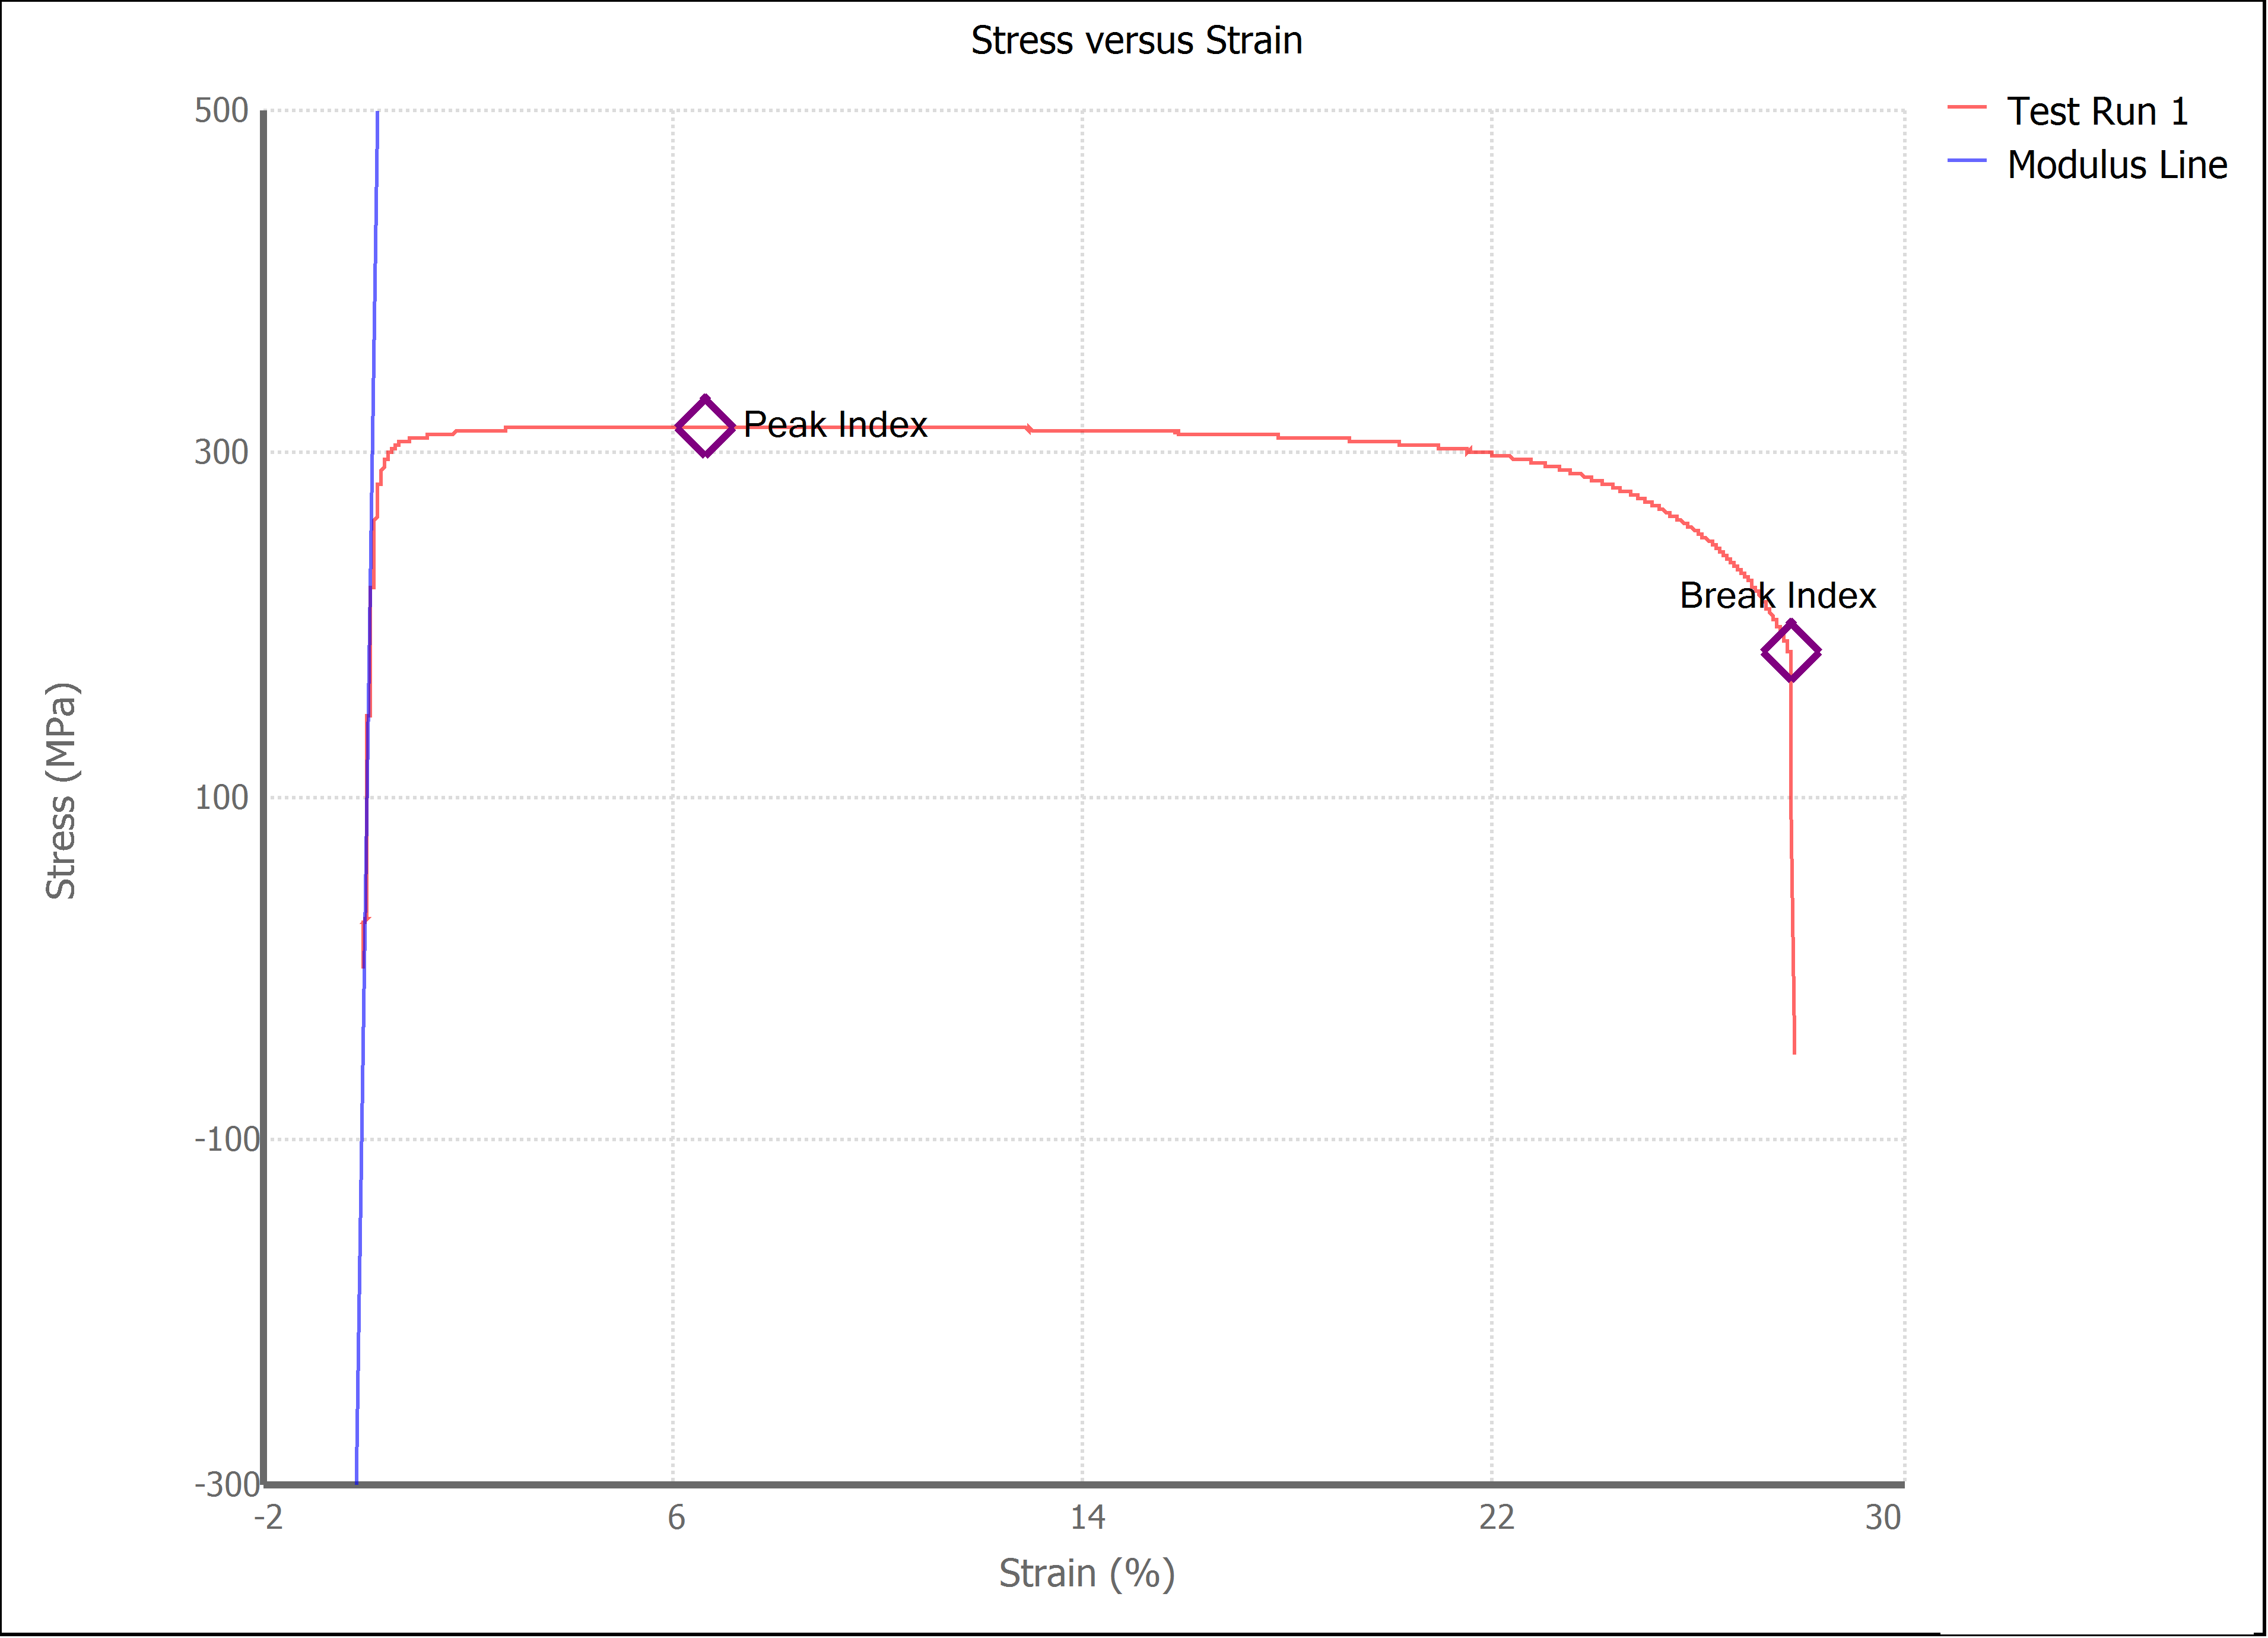 Stress versus Strain
Test Run 1
Modulus Line
500
300
100
-100
-300
Stress (MPa)
Peak Index
Break Index
-2
6
14
22
30
Strain (%)